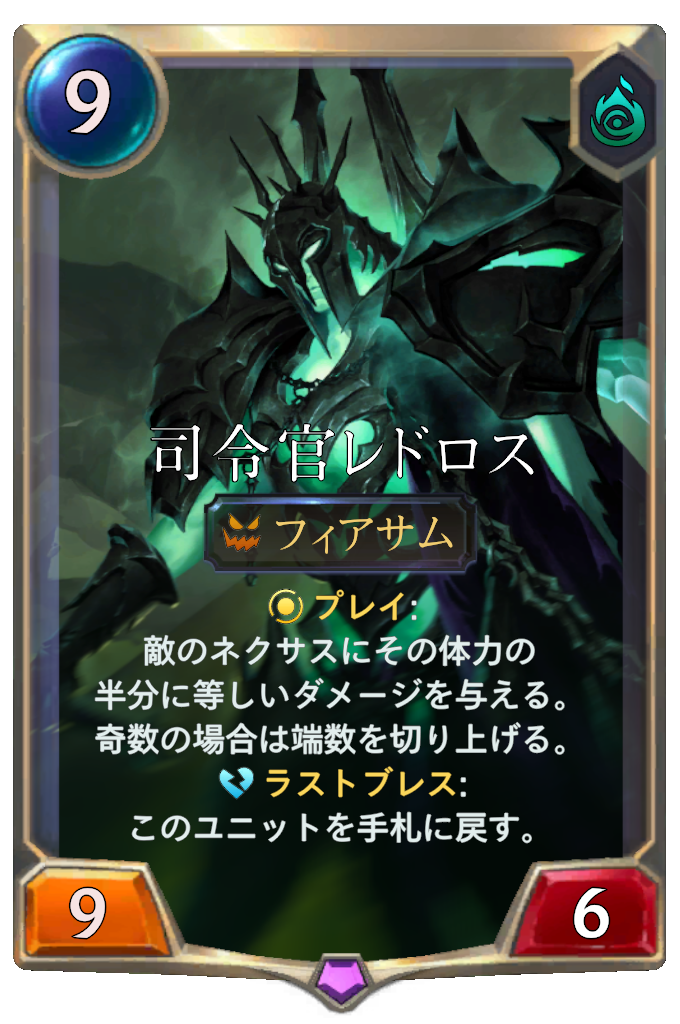 9
司令官レドロス
フィアサム
プレイ:
敵のネクサスにその体力の
半分に等しいダメージを与える。
奇数の場合は端数を切り上げる。
ラストブレス:
このユニットを手札に戻す。
9
6